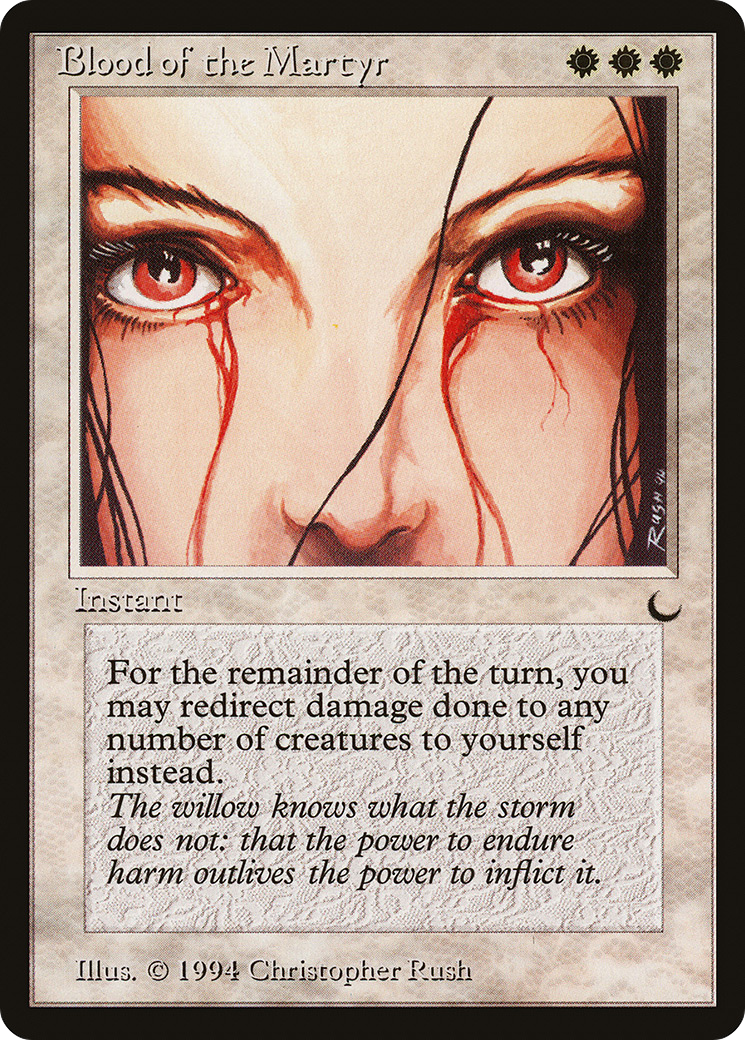 Blood of the Martyr
RUSH 94
Instant
For the remainder of the turn, you
may redirect damage done to any
number of creatures to yourself
instead.
The willow knows what the storm
does not: that the power to endure
harm outlives the power to inflict it.
Illus. © 1994 Christopher Rush